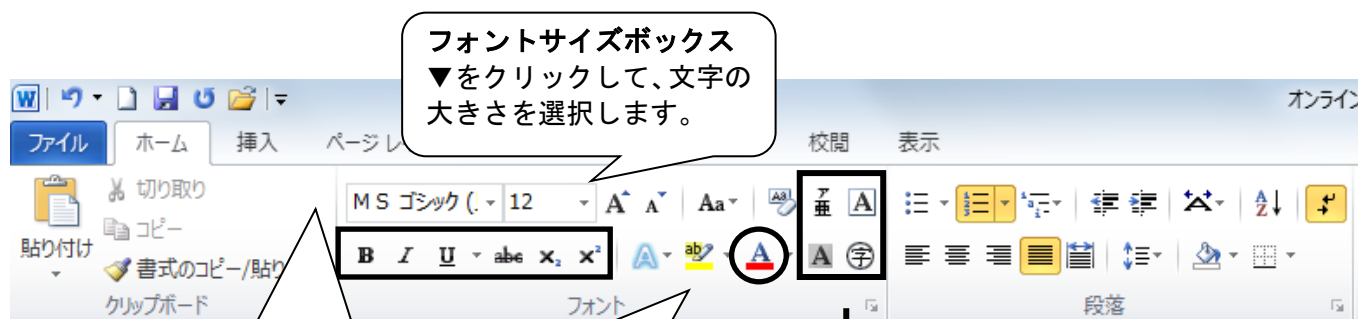 フォントサイズボックス
▼をクリックして、文字の
大きさを選択します。
オンライン
ファイル ホーム 挿入 ページ レ 校閲 表示
切り取り
コピー
書式のコピー/貼り
貼り付け
クリップボード
ＭＳ ゴシック (. 12 A A Aa ア亜 A
B I U abc X₂ X² A ab A A 字
フォント
段落